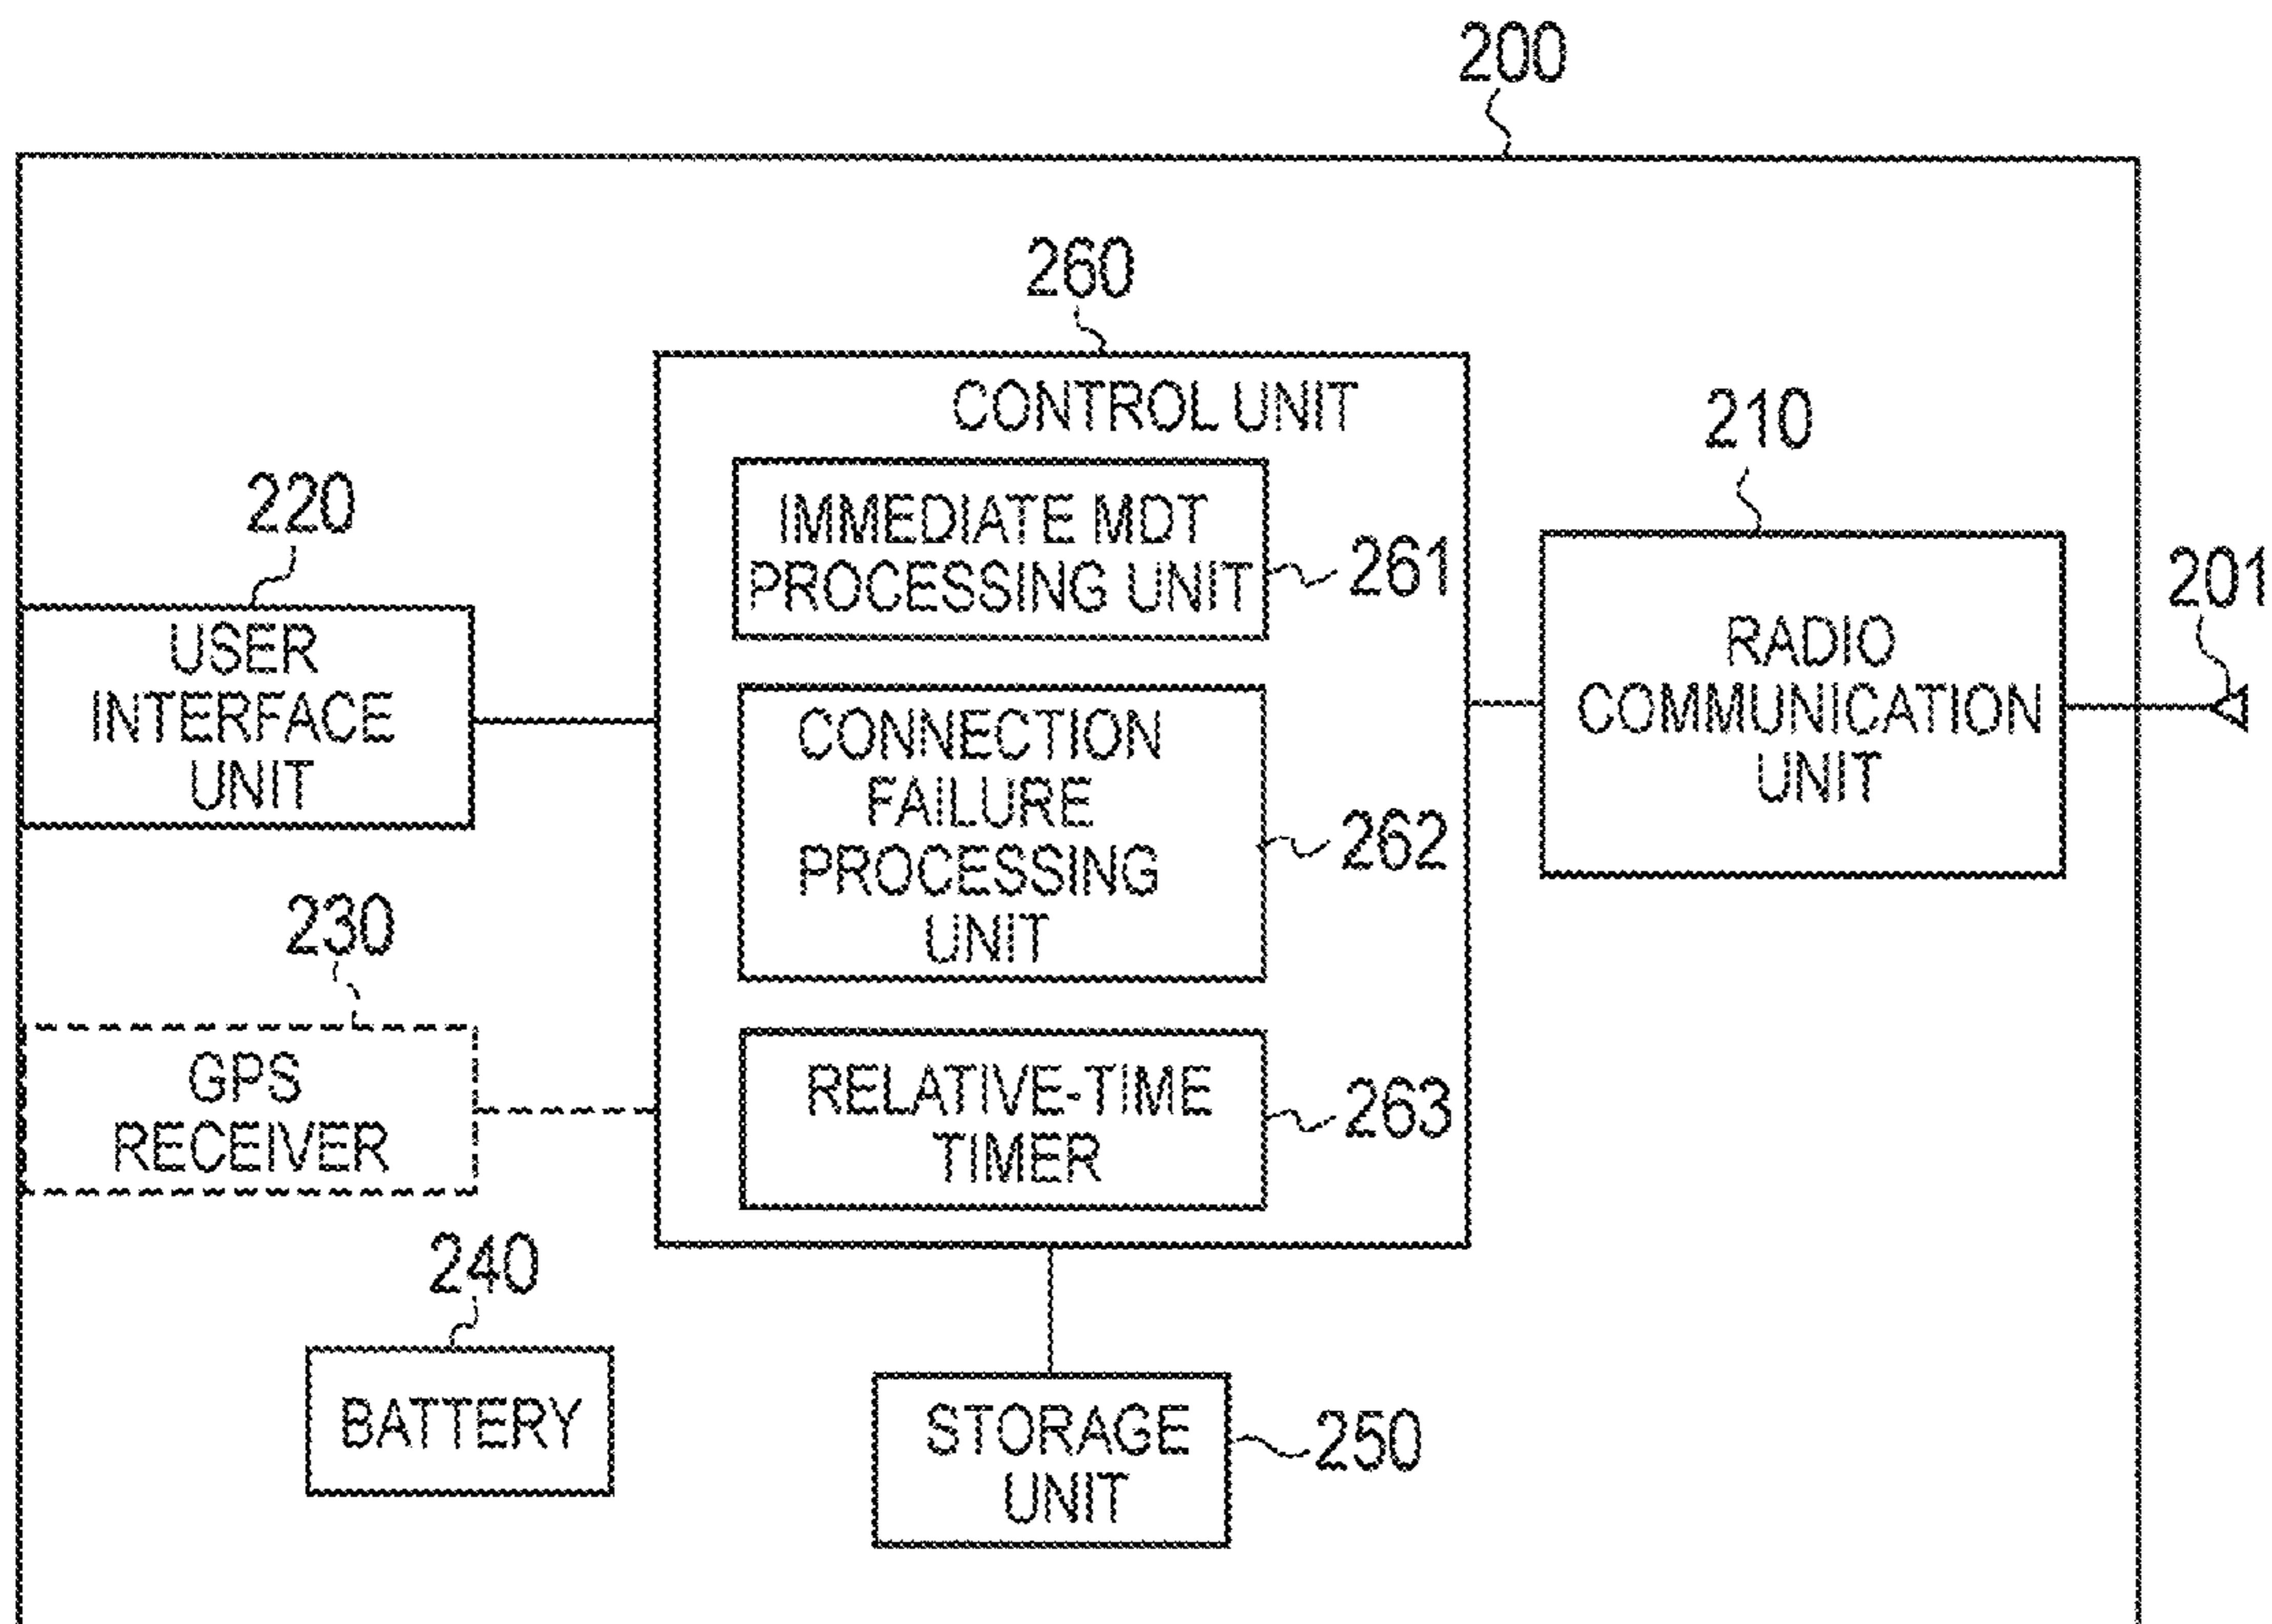 200
260
CONTROL UNIT
210
220
IMMEDIATE MDT
PROCESSING UNIT
261
201
USER
INTERFACE
UNIT
RADIO
COMMUNICATION
UNIT
CONNECTION
FAILURE
PROCESSING
UNIT
262
230
GPS
RECEIVER
RELATIVE-TIME
TIMER
263
240
BATTERY
STORAGE
UNIT
250